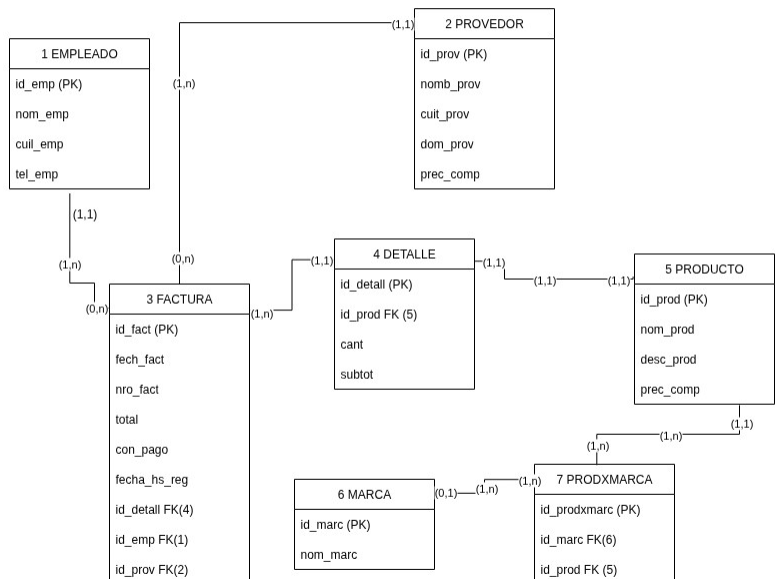 1 EMPLEADO
id_emp (PK)
nom_emp
cuil_emp
tel_emp
(1,1)
(1,n)
(0,n)
(1,1)
(1,n)
(0,n)
2 PROVEDOR
id_prov (PK)
nomb_prov
cuit_prov
dom_prov
prec_comp
3 FACTURA
id_fact (PK)
fech_fact
nro_fact
total
con_pago
fecha_hs_reg
id_detall FK(4)
id_emp FK(1)
id_prov FK(2)
(1,n)
(1,1)
4 DETALLE
id_detall (PK)
id_prod FK (5)
cant
subtot
(1,1)
(1,1)
(1,1)
5 PRODUCTO
id_prod (PK)
nom_prod
desc_prod
prec_comp
(1,1)
(1,n)
(1,n)
6 MARCA
id_marc (PK)
nom_marc
(0,1)
(1,n)
(1,n)
7 PRODXMARCA
id_prodxmarc (PK)
id_marc FK(6)
id_prod FK (5)